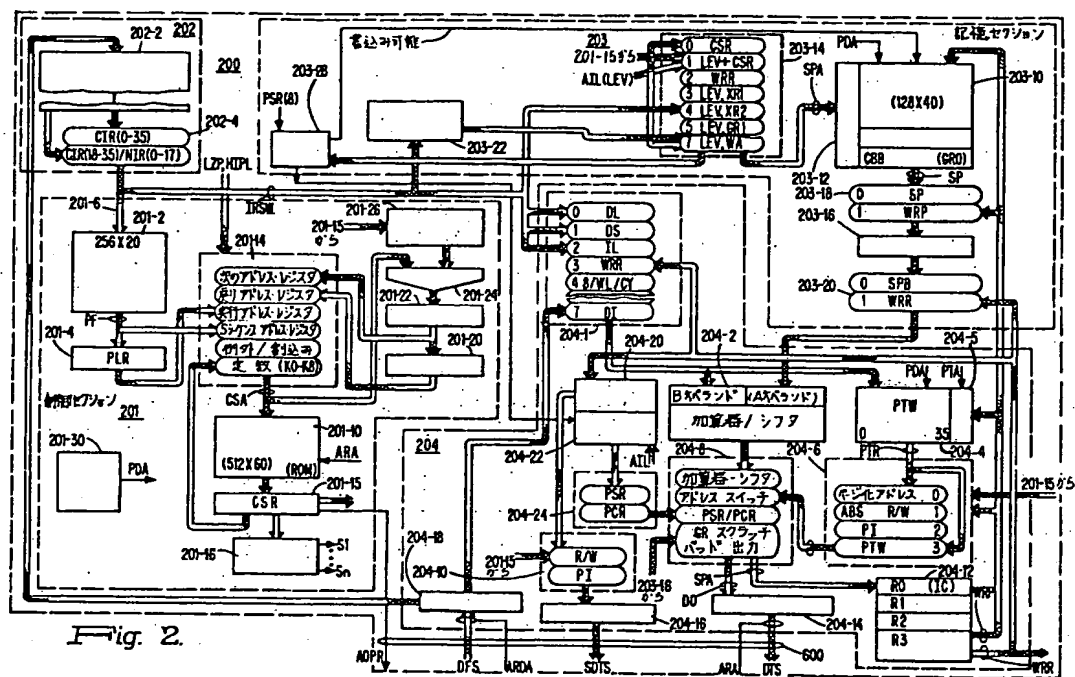 202-2
202
200
書込み可能
203
203-14
PDA
記憶セクション
203-10
0 CSR
201-15から
1 LEV+CSR
AIL(LEV)
2 WRR
3 LEV,XR1
4 LEV,XR2
5 LEV,GR1
7 LEV,WA
SPA
(128X40)
203-28
PSR(8)
203-22
203-12
CBB
(GR0)
CIR(0-35)
202-4
CIR(18-35)/NIR(0-17)
LZP,HIPL
201-6
201-2
IRSW
SP
203-18
0 SP
1 WRP
203-16
203-20
0 SPB
1 WRR
256X20
201-14
201-26
201-15
から
0 DL
1 DS
2 IL
3 WRR
4 8/WL/CY
7 DI
204-1
次のアドレス・レジスタ
戻りアドレス・レジスタ
実行アドレス・レジスタ
シーケンス アドレス・レジスタ
例外/割込み
定数(K0-K8)
201-22
201-24
201-20
PF
201-4
PLR
CSA
制御セクション
201
201-30
PDA
201-10
(512X60)
(ROM)
ARA
CSR
201-15
201-16
S1
Sn
204
204-20
204-2
204-5
PDA
PTA
Bオペランド
(Aオペランド)
加算器/シフタ
PTW
0
35
204-4
PTR
204-22
AIL
204-8
204-6
PSR
PCR
204-24
加算器・シフタ
アドレス スイッチ
PSR/PCR
GR スクラッチ
パッド 出力
ページ化アドレス 0
ABS R/W 1
PI 2
PTW 3
201-15から
204-18
204-10
201-15
から
R/W
PI
203-18
から
SPA
DO
204-12
R0 (IC)
R1
R2
R3
WRP
204-16
204-14
Fig. 2.
ADPR
DFS
ARDA
SDTS
ARA
DTS
600
WRR